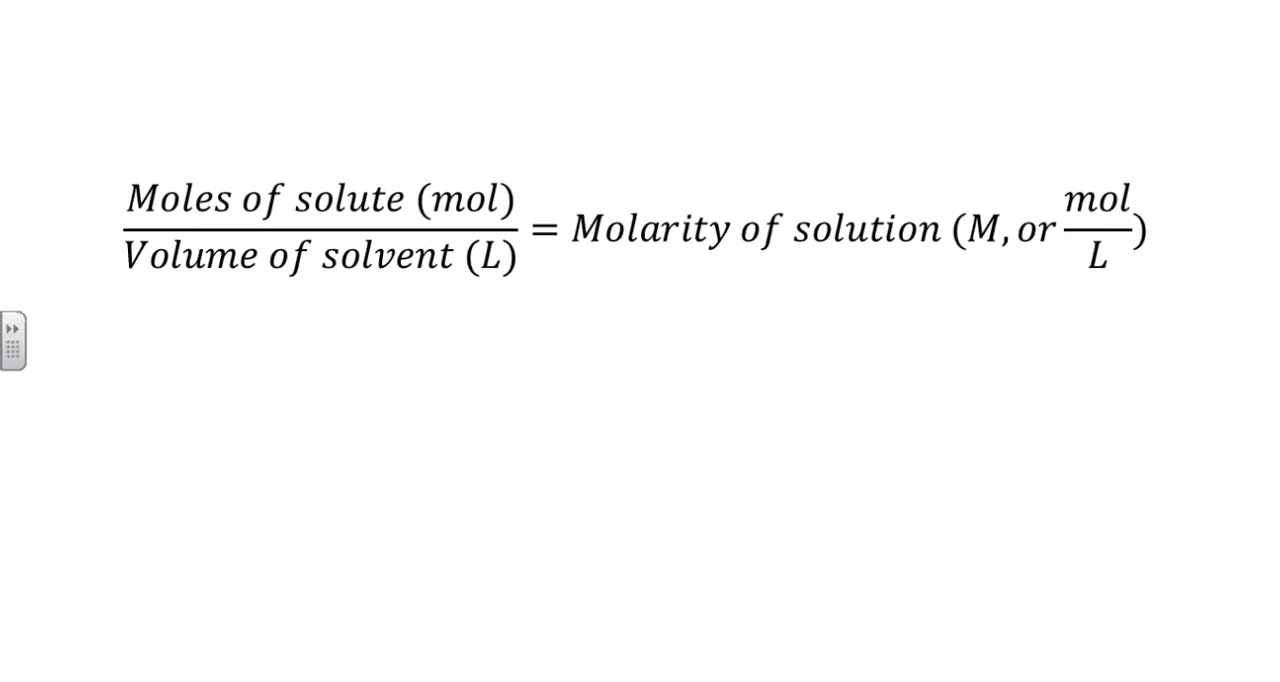 Moles of solute (mol)
Volume of solvent (L)
= Molarity of solution (M, or mol/L)